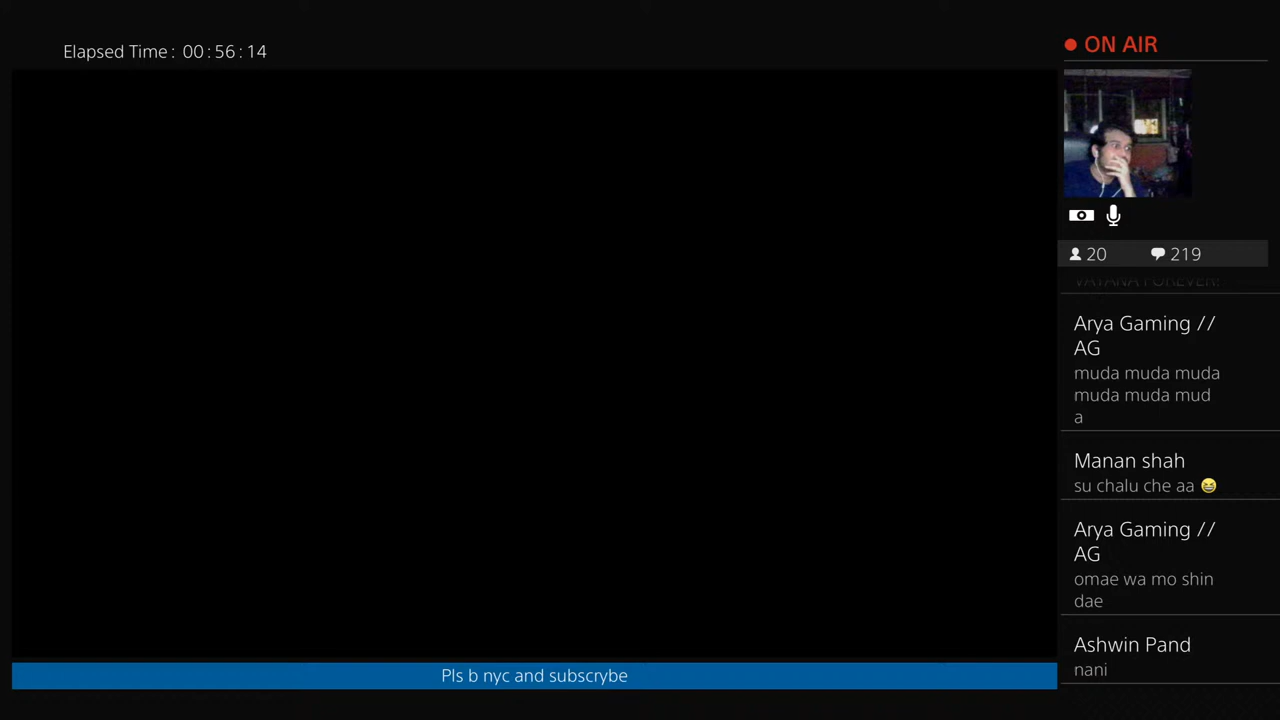 Elapsed Time : 00 : 56 : 14
ON AIR
20 219
VAYANA FOREVER!
Arya Gaming //
AG
muda muda muda
muda muda mud
a
Manan shah
su chalu che aa 😆
Arya Gaming //
AG
omae wa mo shin
dae
Ashwin Pand
nani
Pls b nyc and subscrybe